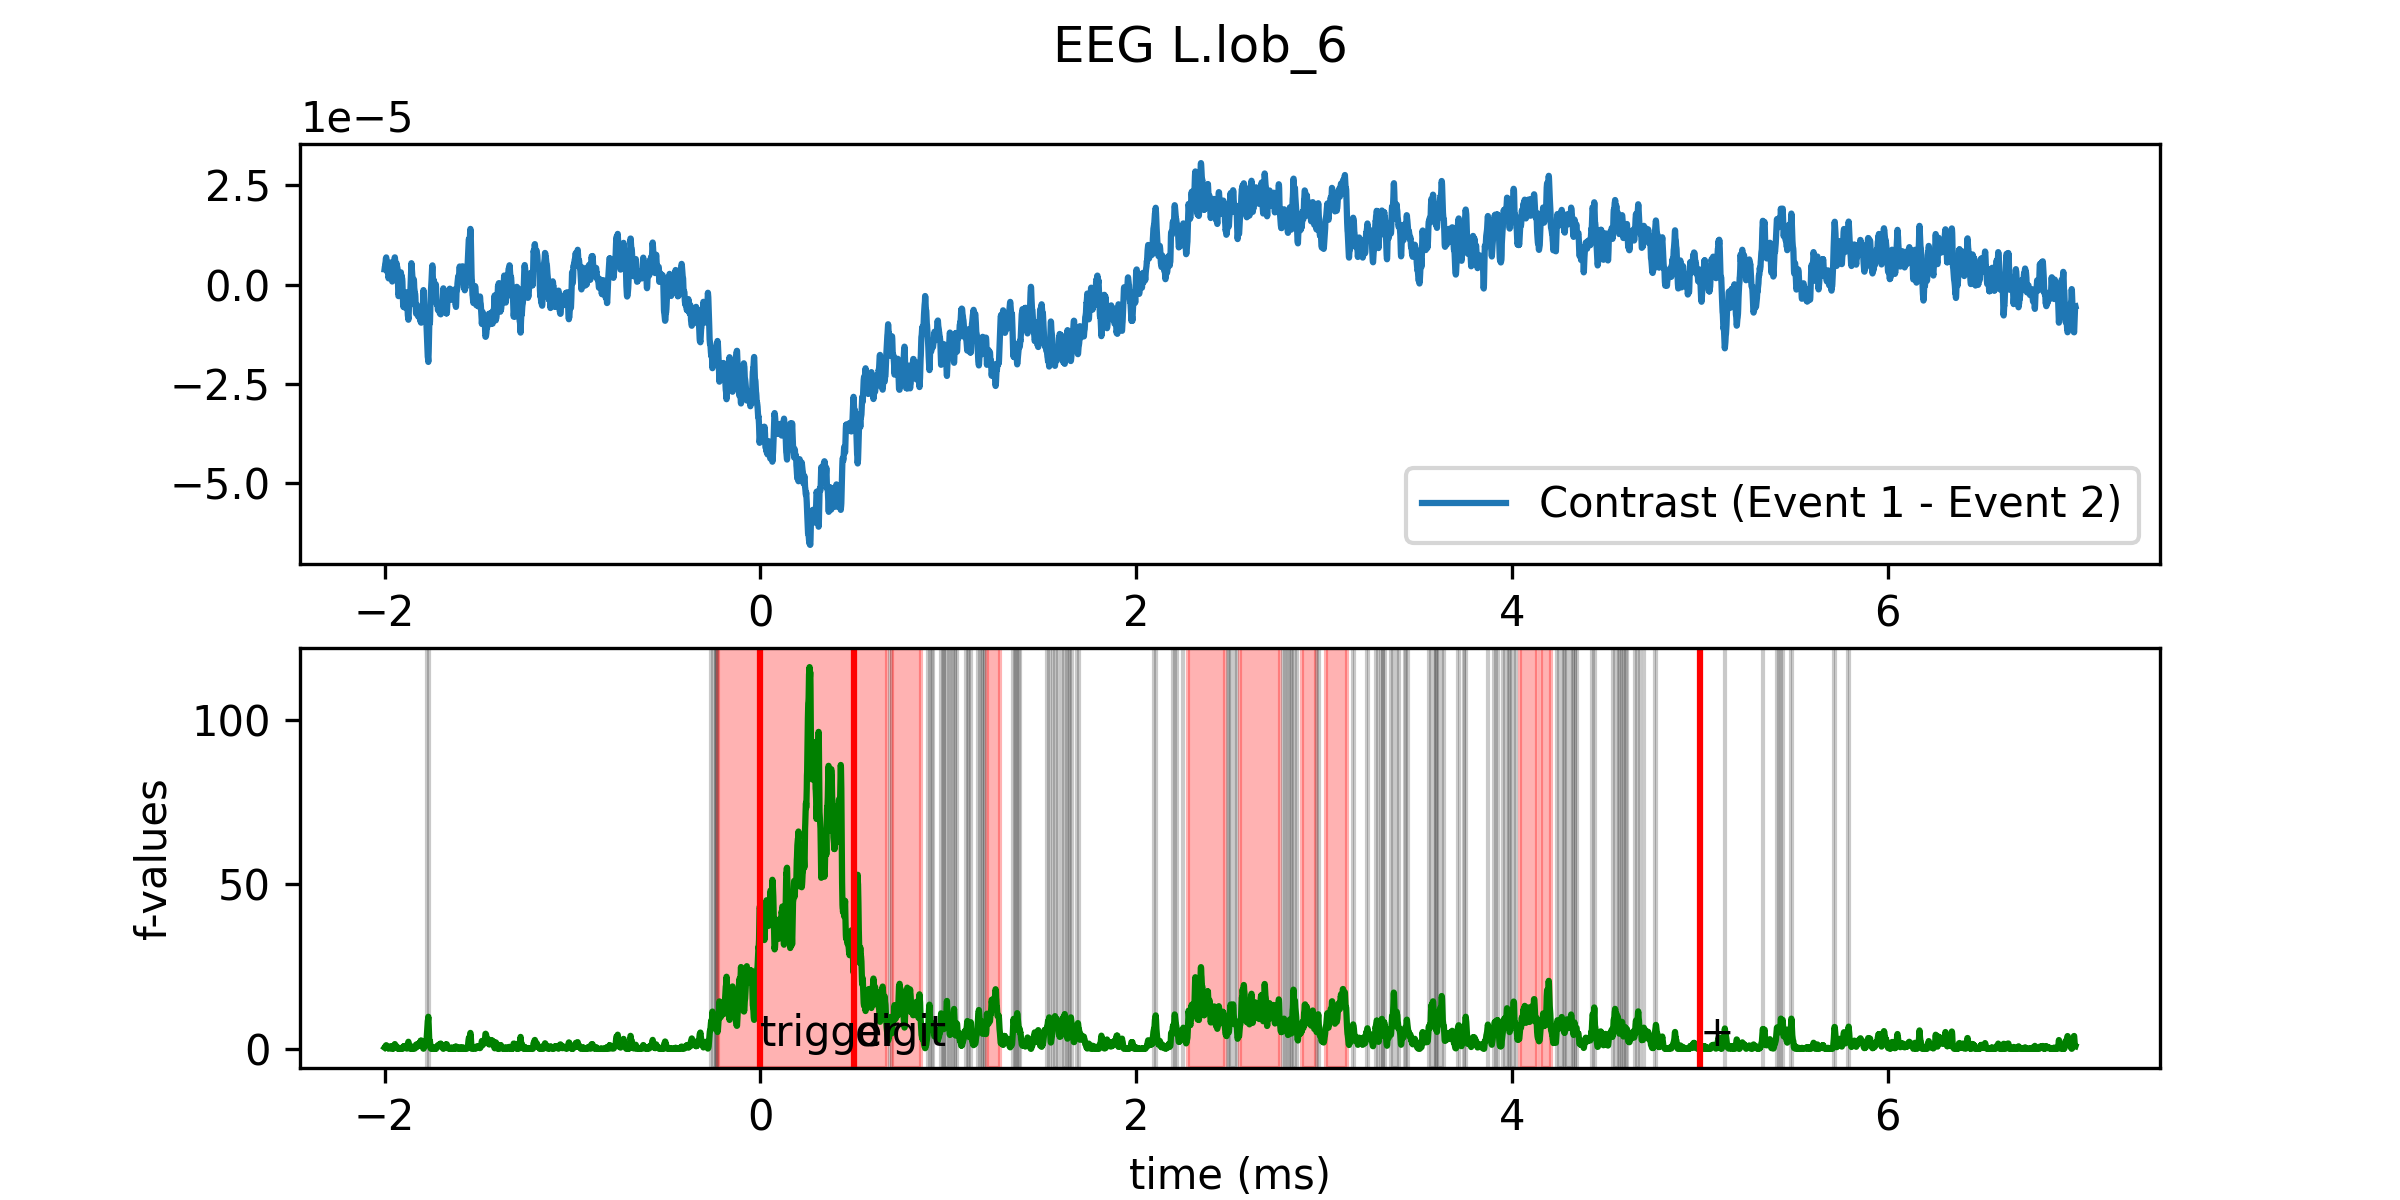 EEG L.lob_6
1e−5
2.5
0.0
−2.5
−5.0
Contrast (Event 1 - Event 2)
−2 0 2 4 6
f-values
100
50
0
trigger
digit
+
−2 0 2 4 6
time (ms)